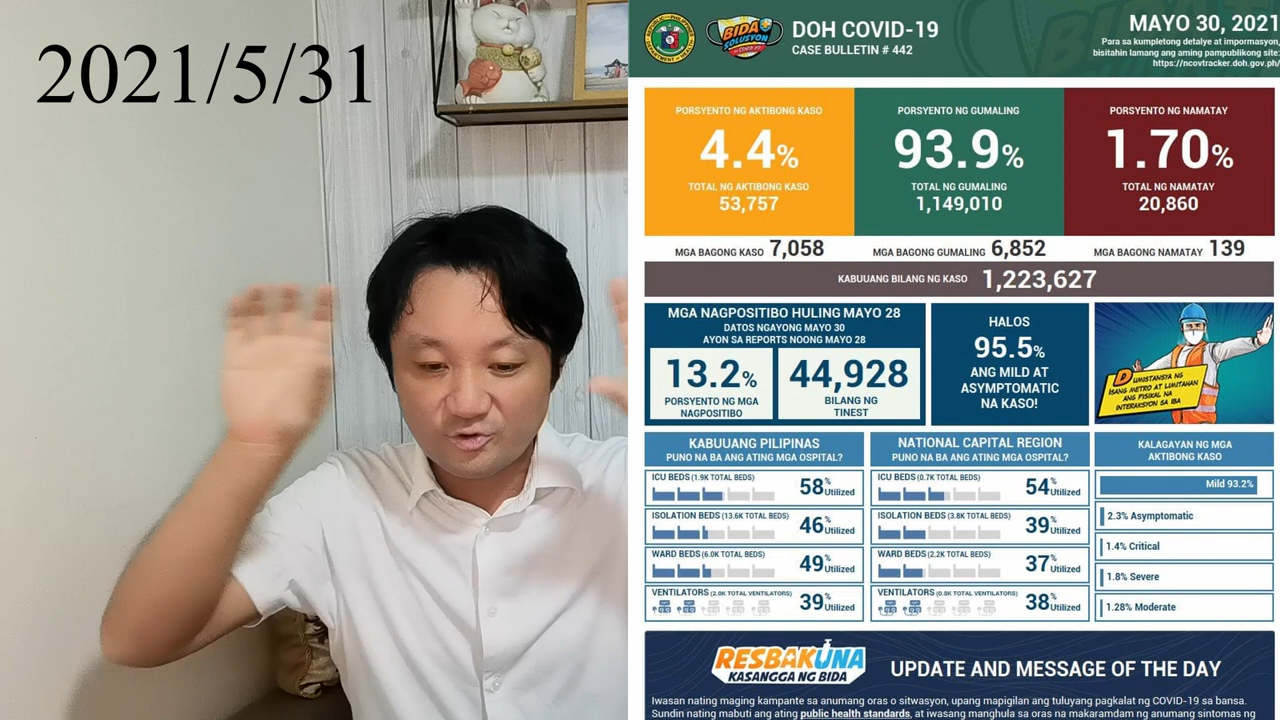 2021/5/31
BIDA
SOLUSYON
DOH COVID-19
CASE BULLETIN # 442
MAYO 30, 2021
Para sa kumpletong detalye at impormasyon,
bisitahin lamang ang aming pampublikong site:
https://ncovtracker.doh.gov.ph/
PORSYENTO NG AKTIBONG KASO
4.4%
TOTAL NG AKTIBONG KASO
53,757
PORSYENTO NG GUMALING
93.9%
TOTAL NG GUMALING
1,149,010
PORSYENTO NG NAMATAY
1.70%
TOTAL NG NAMATAY
20,860
MGA BAGONG KASO 7,058
MGA BAGONG GUMALING 6,852
MGA BAGONG NAMATAY 139
KABUUANG BILANG NG KASO 1,223,627
MGA NAGPOSITIBO HULING MAYO 28
DATOS NGAYONG MAYO 30
AYON SA REPORTS NOONG MAYO 28
13.2%
PORSYENTO NG MGA
NAGPOSITIBO
44,928
BILANG NG
TINEST
HALOS
95.5%
ANG MILD AT
ASYMPTOMATIC
NA KASO!
DUMISTANSYA NG
ISANG METRO AT LIMITAHAN
ANG PISIKAL NA
INTERAKSYON SA IBA
KABUUANG PILIPINAS
PUNO NA BA ANG ATING MGA OSPITAL?
ICU BEDS (1.9K TOTAL BEDS)
58% Utilized
ISOLATION BEDS (13.6K TOTAL BEDS)
46% Utilized
WARD BEDS (6.0K TOTAL BEDS)
49% Utilized
VENTILATORS (2.0K TOTAL VENTILATORS)
39% Utilized
NATIONAL CAPITAL REGION
PUNO NA BA ANG ATING MGA OSPITAL?
ICU BEDS (0.7K TOTAL BEDS)
54% Utilized
ISOLATION BEDS (3.8K TOTAL BEDS)
39% Utilized
WARD BEDS (2.2K TOTAL BEDS)
37% Utilized
VENTILATORS (0.8K TOTAL VENTILATORS)
38% Utilized
KALAGAYAN NG MGA
AKTIBONG KASO
Mild 93.2%
2.3% Asymptomatic
1.4% Critical
1.8% Severe
1.28% Moderate
RESBAKUNA
KASANGGA NG BIDA
UPDATE AND MESSAGE OF THE DAY
Iwasan nating maging kampante sa anumang oras o sitwasyon, upang mapigilan ang tuluyang pagkalat ng COVID-19 sa bansa.
Sundin nating mabuti ang ating public health standards, at iwasang manghula sa oras na makaramdam ng anumang sintomas ng